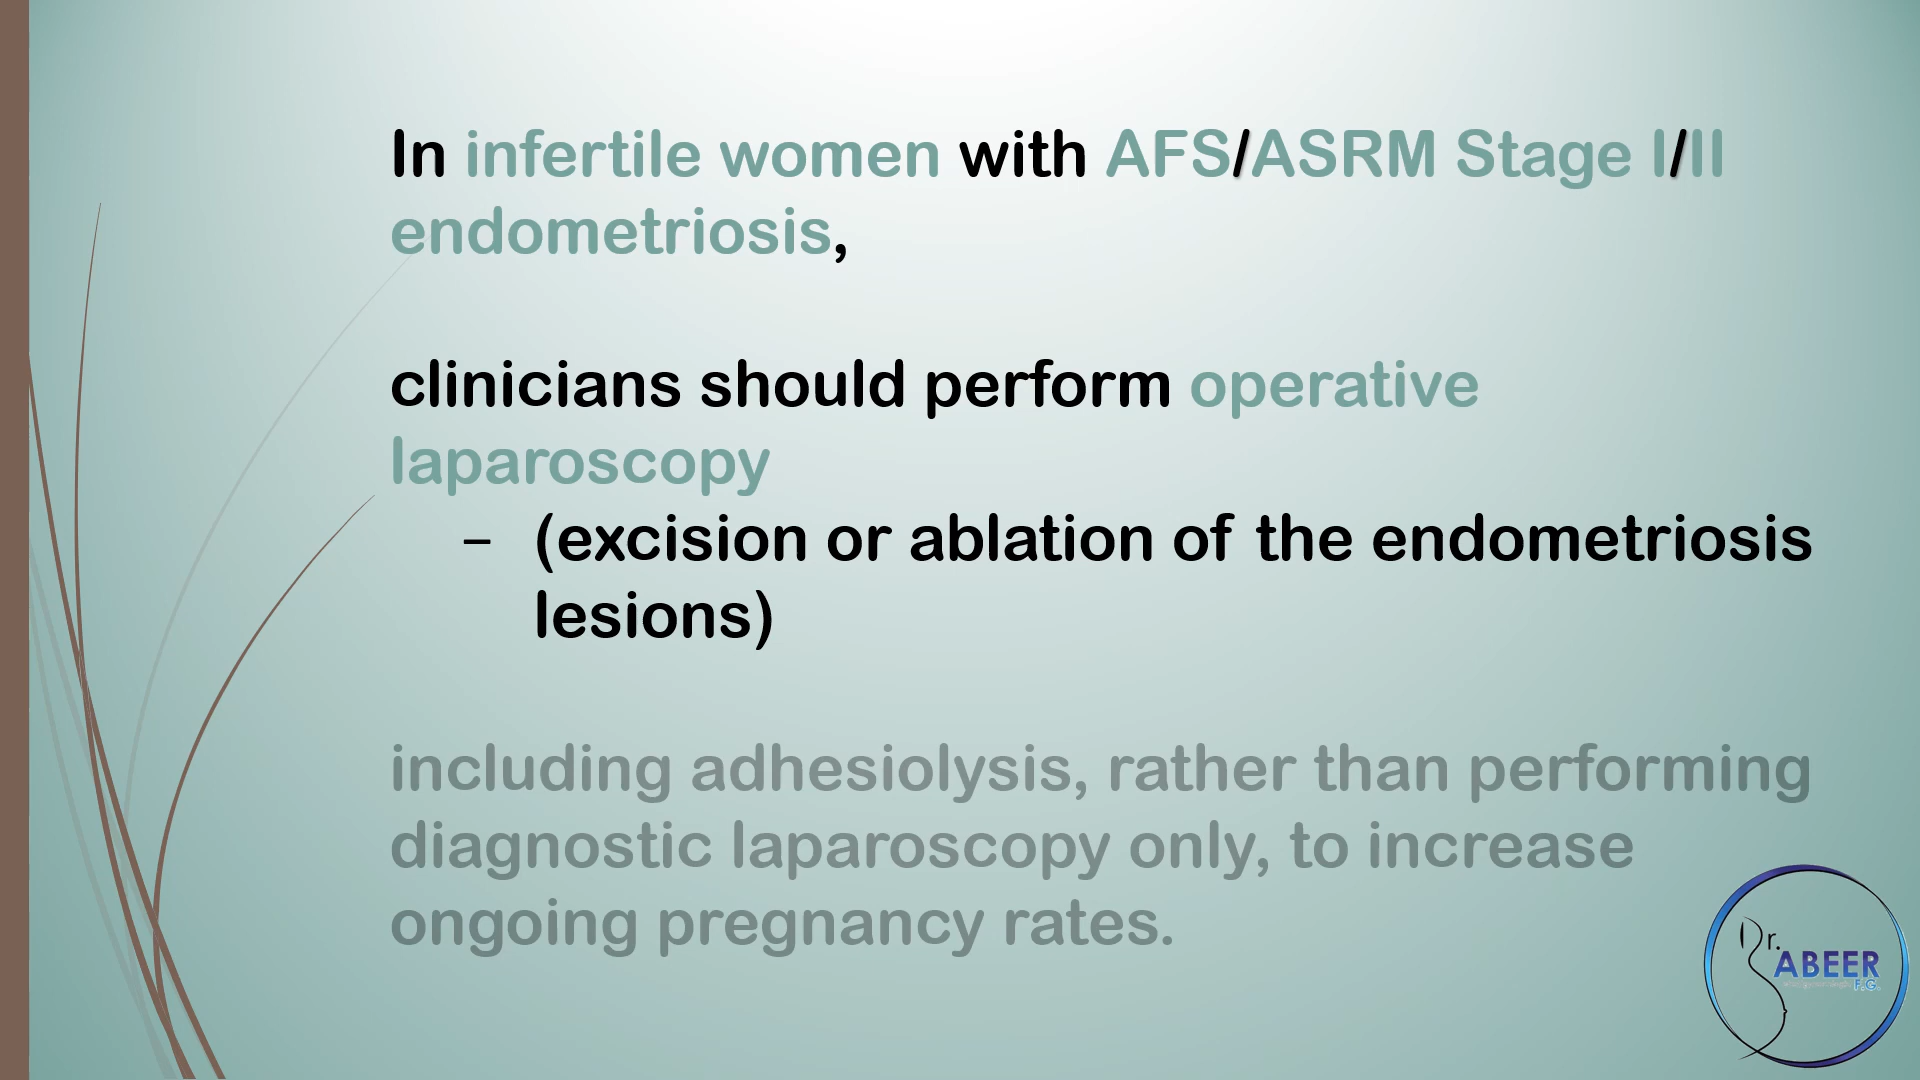 In infertile women with AFS/ASRM Stage I/II
endometriosis,
clinicians should perform operative
laparoscopy
– (excision or ablation of the endometriosis
lesions)
including adhesiolysis, rather than performing
diagnostic laparoscopy only, to increase
ongoing pregnancy rates.
Dr.
ABEER
F.G.